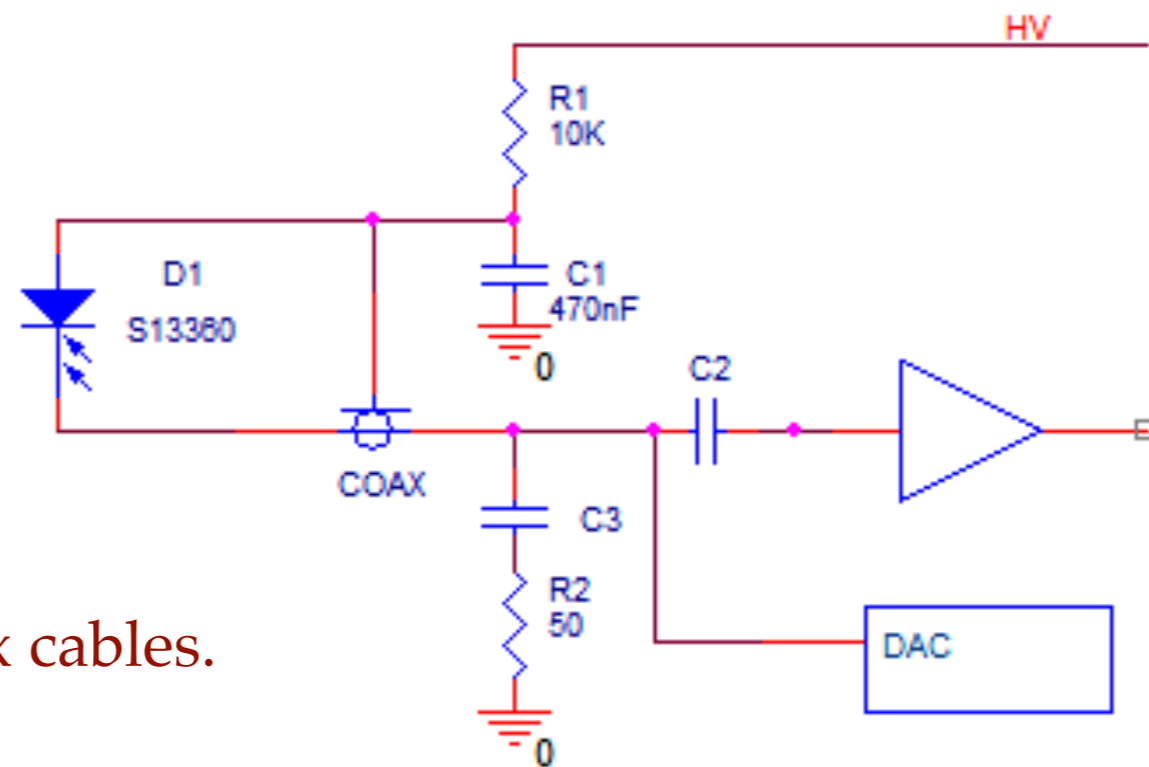 HV
R1
10K
D1
S13360
C1
470nF
0
C2
COAX
C3
R2
50
DAC
x cables.
0